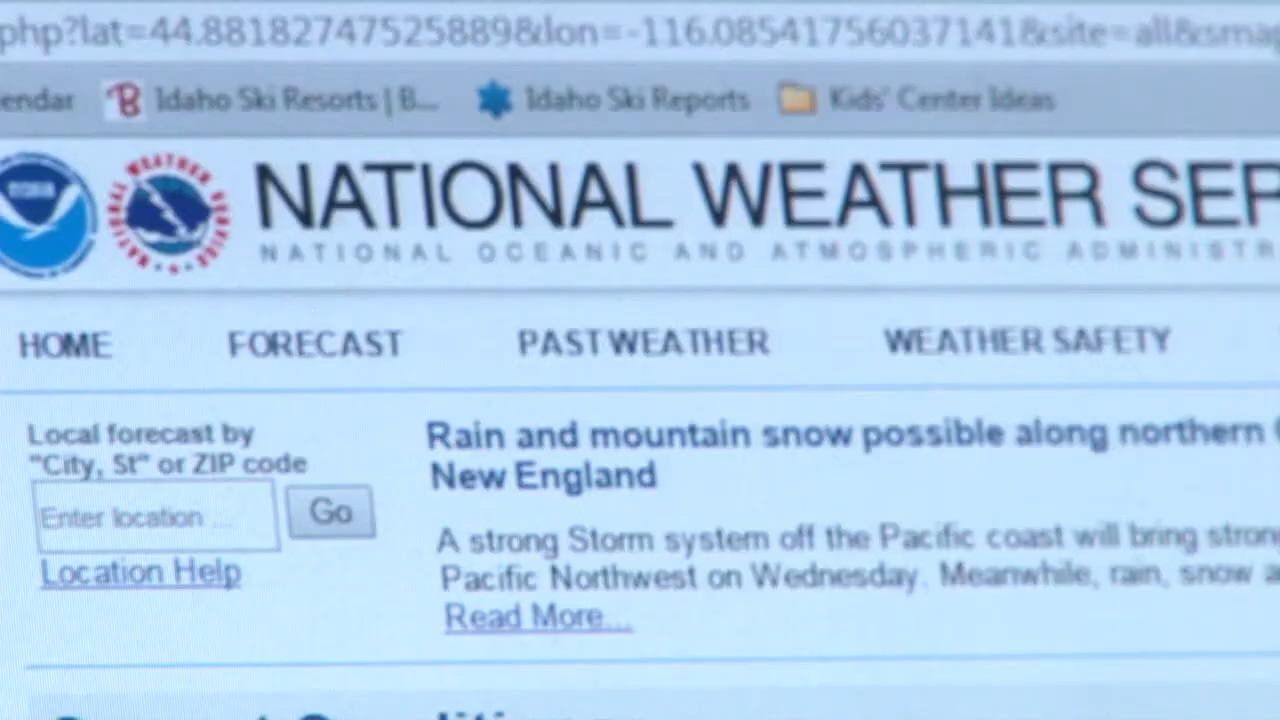 php?lat=44.88182747525889&lon=-116.08541756037141&site=all&smap
endar Idaho Ski Resorts | B... Idaho Ski Reports Kids' Center Ideas
NATIONAL WEATHER SER
NATIONAL OCEANIC AND ATMOSPHERIC ADMINISTR
NATIONAL WEATHER SERVICE
HOME FORECAST PAST WEATHER WEATHER SAFETY
Local forecast by
"City, St" or ZIP code
Enter location ...
Go
Location Help
Rain and mountain snow possible along northern
New England
A strong Storm system off the Pacific coast will bring stron
Pacific Northwest on Wednesday. Meanwhile, rain, snow a
Read More...